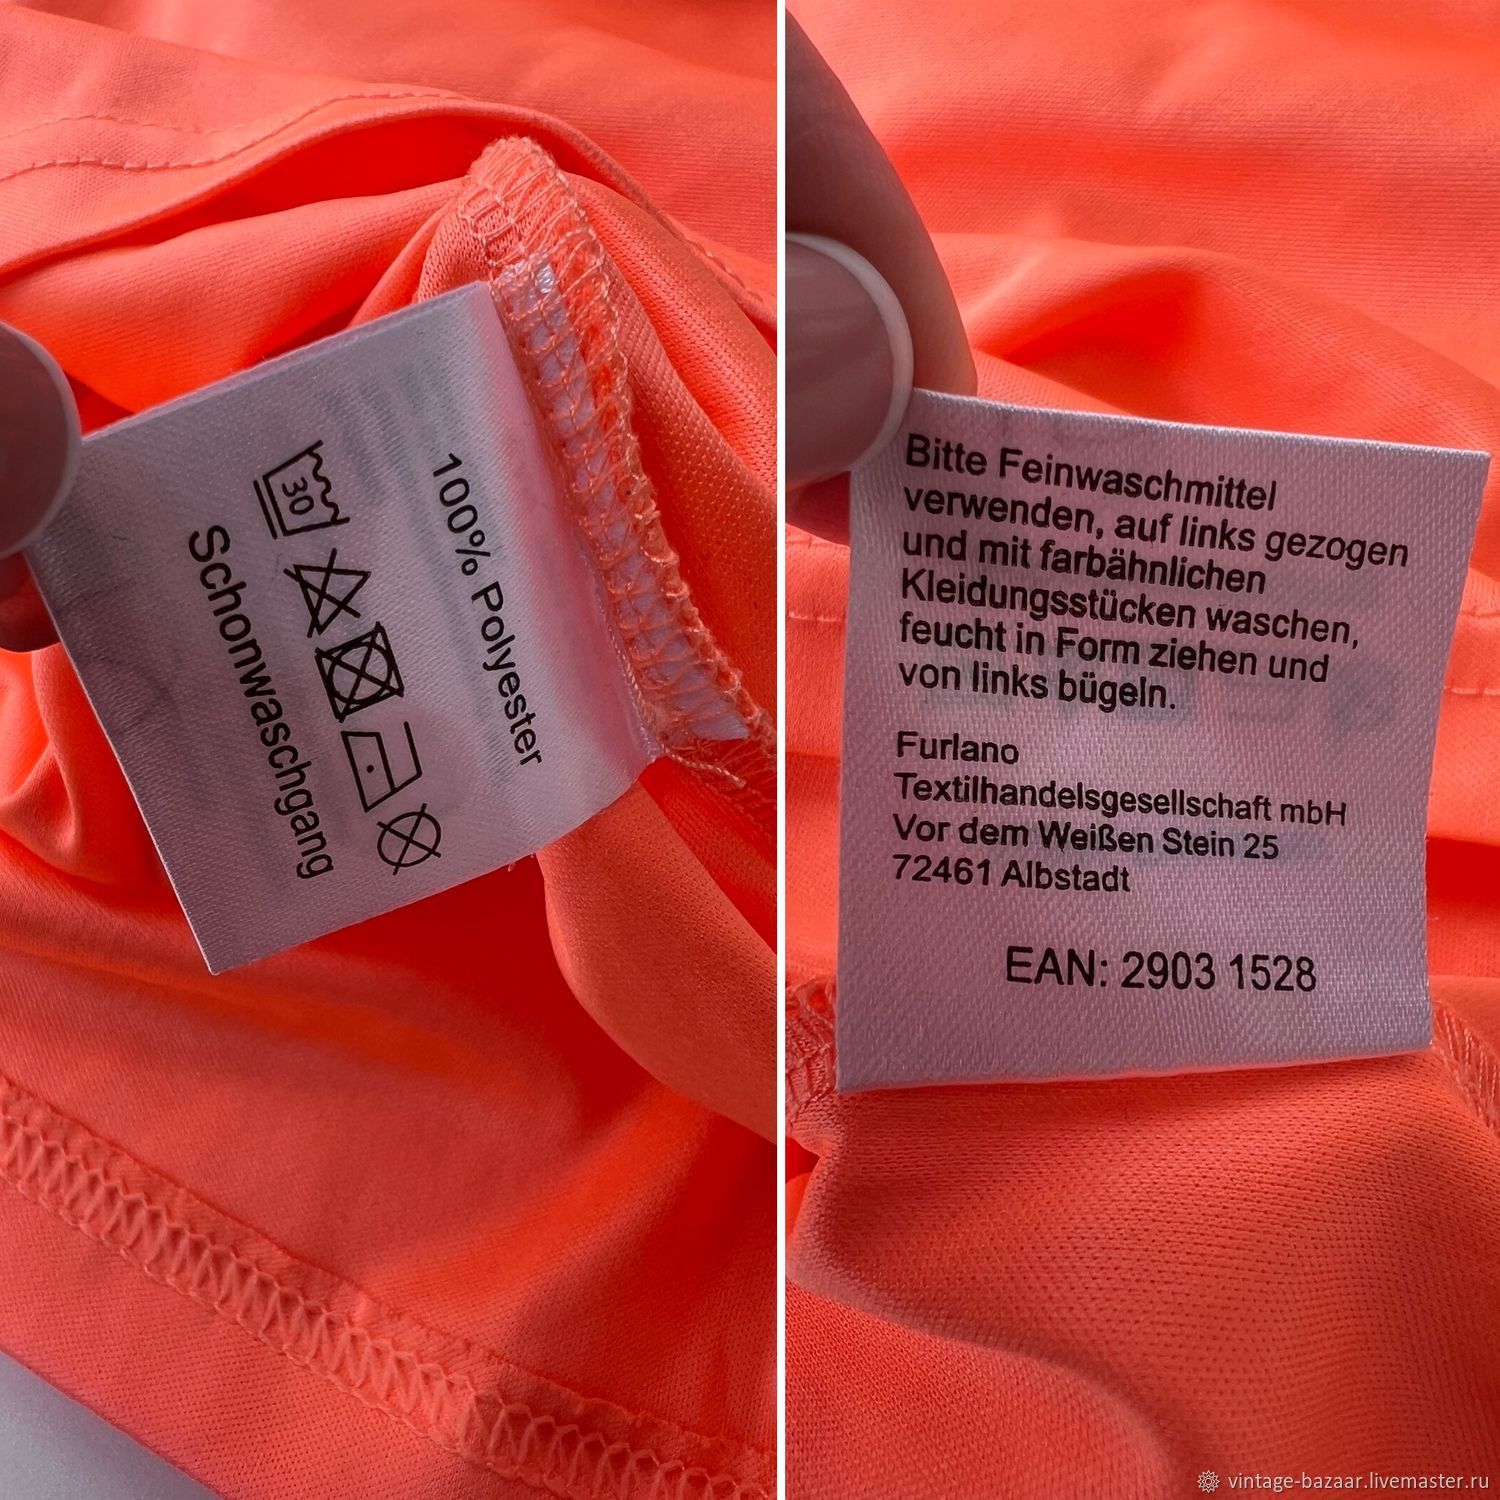 100% Polyester
30
Schonwaschgang
Bitte Feinwaschmittel
verwenden, auf links gezogen
und mit farbähnlichen
Kleidungsstücken waschen,
feucht in Form ziehen und
von links bügeln.
Furlano
Textilhandelsgesellschaft mbH
Vor dem Weißen Stein 25
72461 Albstadt
EAN: 2903 1528
vintage-bazaar.livemaster.ru